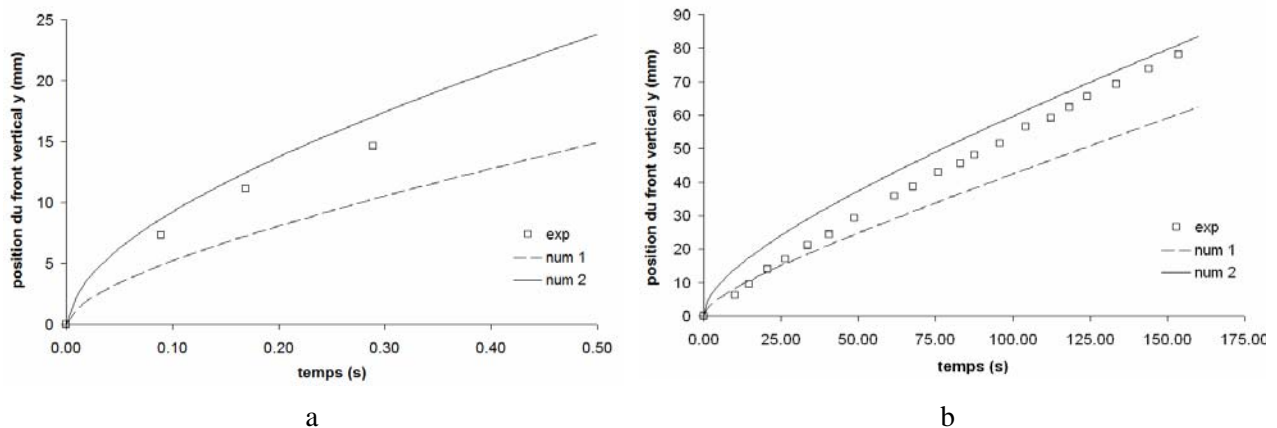 25
20
15
10
5
0
position du front vertical y (mm)
0.00
0.10
0.20
0.30
0.40
0.50
temps (s)
exp
num 1
num 2
a
90
80
70
60
50
40
30
20
10
0
position du front vertical y (mm)
0.00
25.00
50.00
75.00
100.00
125.00
150.00
175.00
temps (s)
exp
num 1
num 2
b